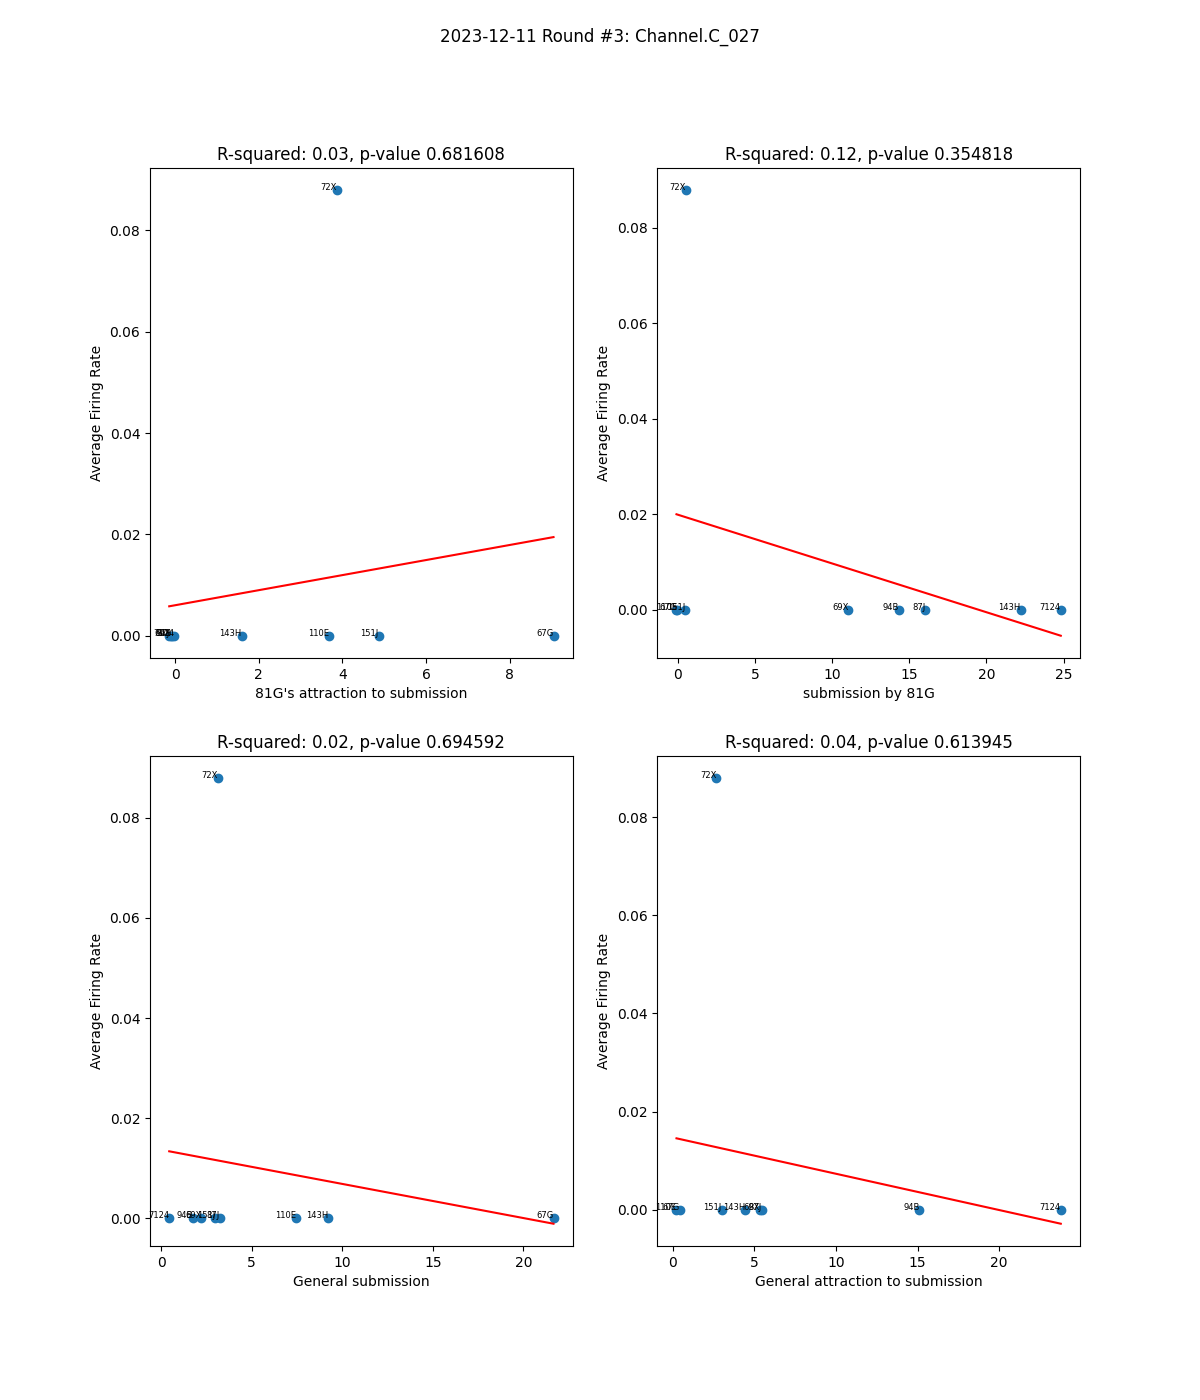 2023-12-11 Round #3: Channel.C_027
R-squared: 0.03, p-value 0.681608
Average Firing Rate
0.08
0.06
0.04
0.02
0.00
72X
143H
110E
151J
67G
0
2
4
6
8
81G's attraction to submission
R-squared: 0.12, p-value 0.354818
Average Firing Rate
0.08
0.06
0.04
0.02
0.00
72X
69X
94B
87J
143H
7124
0
5
10
15
20
25
submission by 81G
R-squared: 0.02, p-value 0.694592
Average Firing Rate
0.08
0.06
0.04
0.02
0.00
72X
7124
110E
143H
67G
0
5
10
15
20
General submission
R-squared: 0.04, p-value 0.613945
Average Firing Rate
0.08
0.06
0.04
0.02
0.00
72X
151J
143H
94B
7124
0
5
10
15
20
General attraction to submission